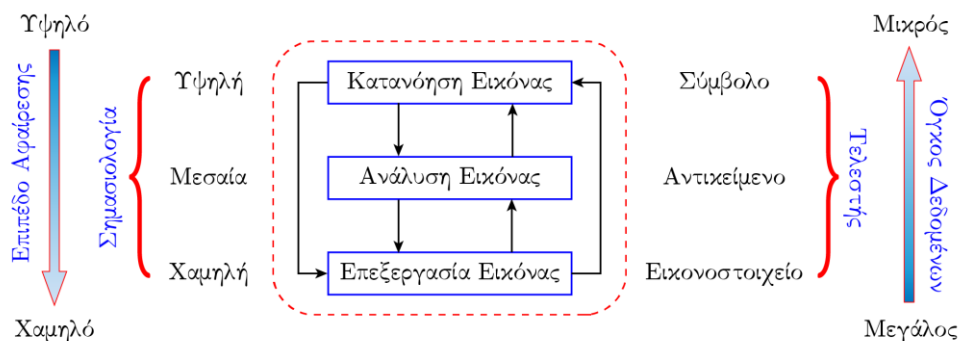 Υψηλό
Μικρός
Υψηλή
Κατανόηση Εικόνας
Σύμβολο
Επιπέδο Αφαίρεσης
Σημασιολογία
Μεσαία
Ανάλυση Εικόνας
Αντικείμενο
Τελεστής
Όγκος Δεδομένων
Χαμηλή
Επεξεργασία Εικόνας
Εικονοστοιχείο
Χαμηλό
Μεγάλος